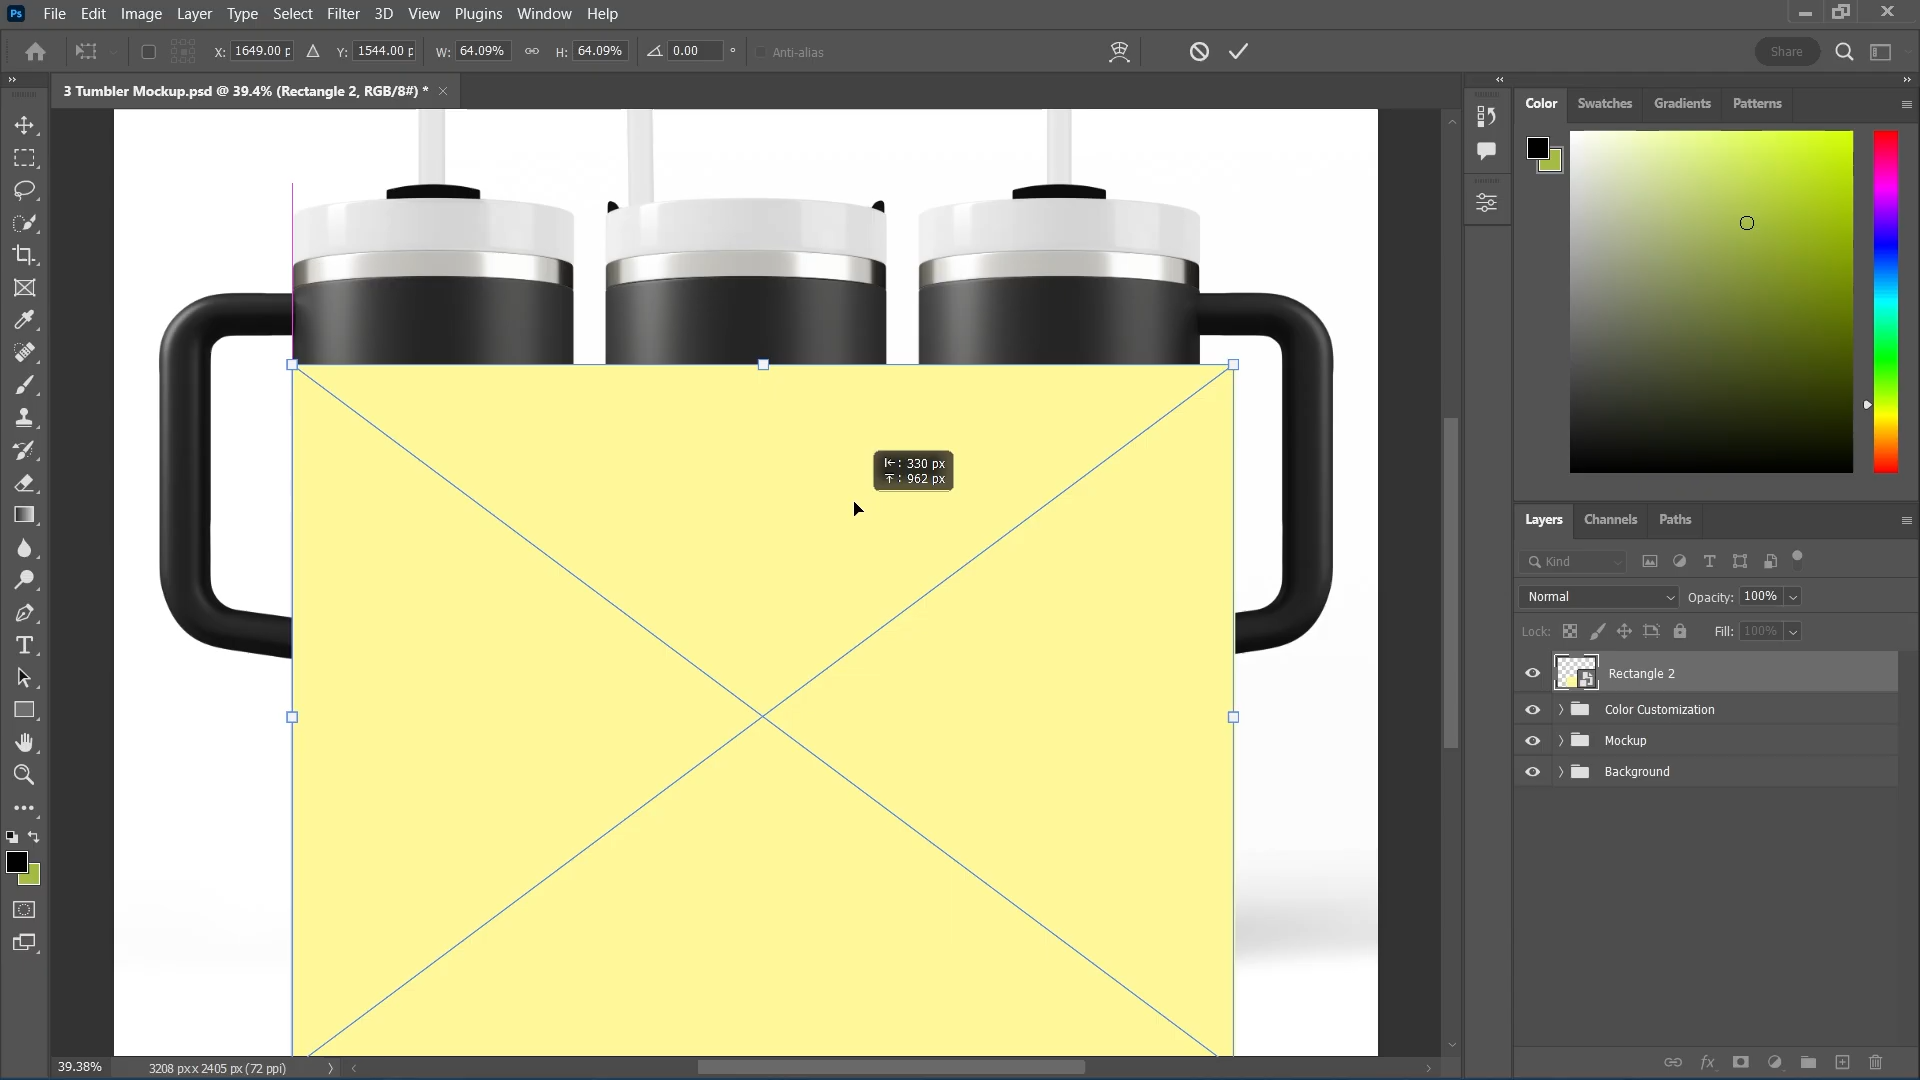 Ps File Edit Image Layer Type Select Filter 3D View Plugins Window Help
X: 1649.00 p Y: 1544.00 p W: 64.09% H: 64.09% 0.00 ° Anti-alias Share
3 Tumbler Mockup.psd @ 39.4% (Rectangle 2, RGB/8#) *
Color Swatches Gradients Patterns
: 330 px
: 962 px
Layers Channels Paths
Kind
Normal Opacity: 100%
Lock: Fill: 100%
Rectangle 2
Color Customization
Mockup
Background
39.38% 3208 px x 2405 px (72 ppi)